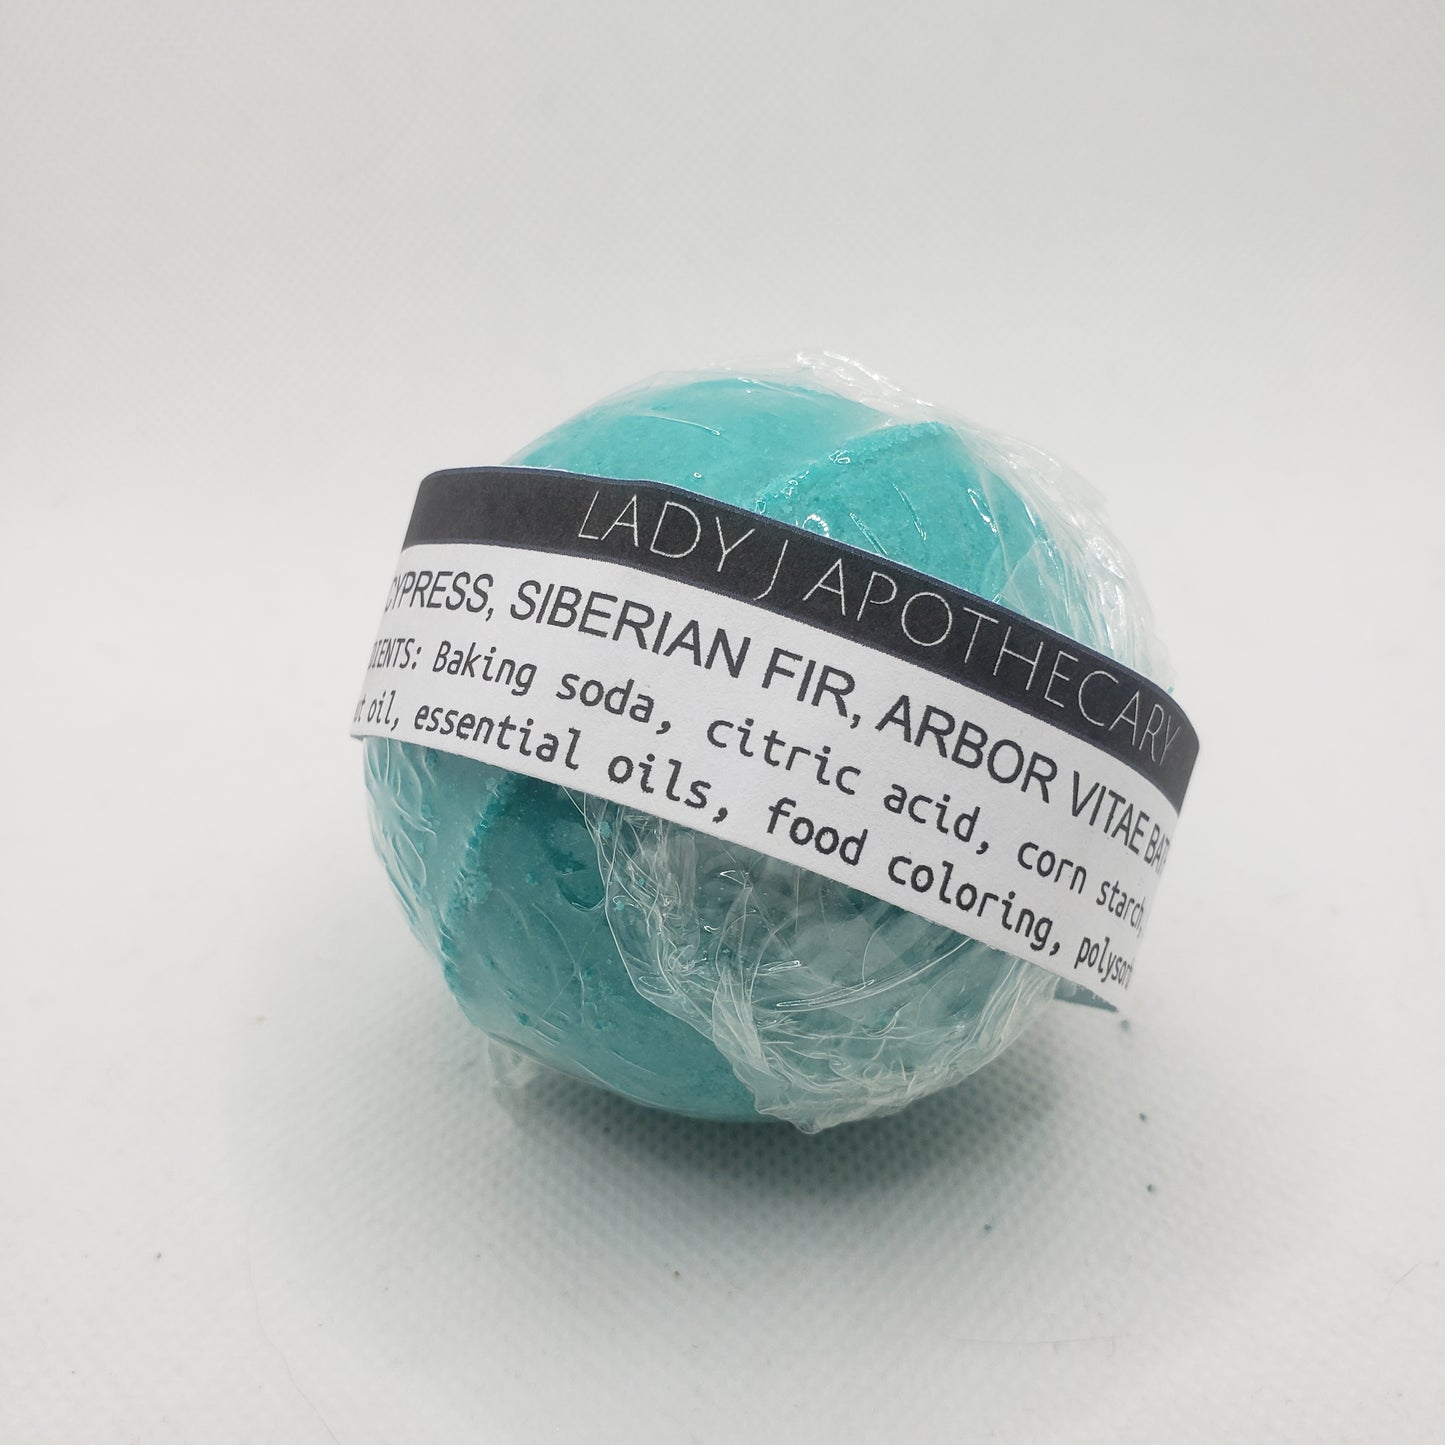 LADY J APOTHECARY
CYPRESS, SIBERIAN FIR, ARBOR VITAE BAT
DIENTS: Baking soda, citric acid, corn starch,
oil, essential oils, food coloring, polysor